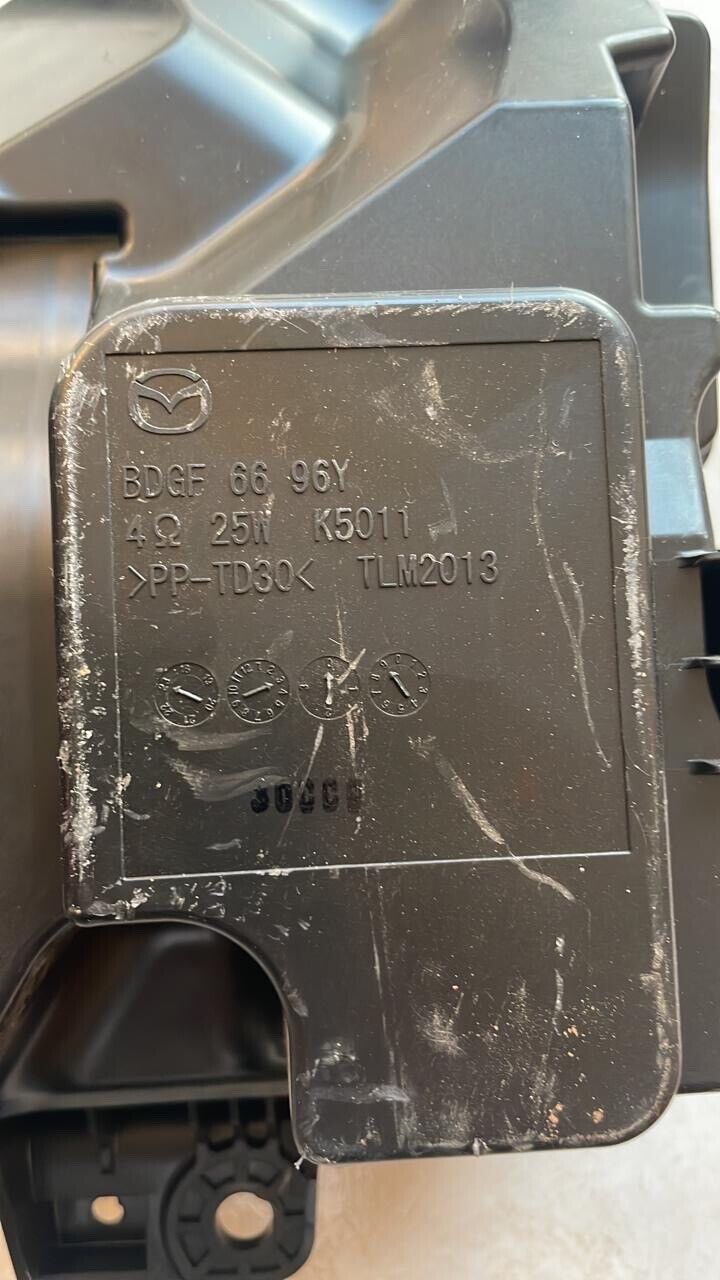 BDGF 66 96Y
4Ω 25W K5011
>PP-TD30< TLM2013